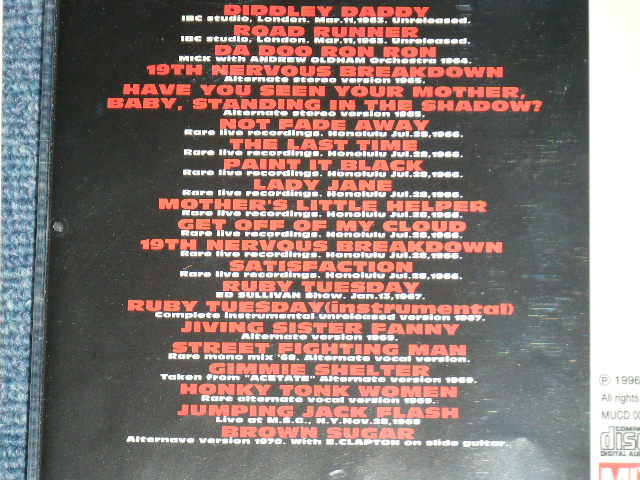 DIDDLEY DADDY
IBC studio, London. Mar.11,1963. Unreleased.
ROAD RUNNER
IBC studio, London. Mar.11,1963. Unreleased.
DA DOO RON RON
MICK with ANDREW OLDHAM Orchestra 1964.
19TH NERVOUS BREAKDOWN
Alternate stereo version 1965.
HAVE YOU SEEN YOUR MOTHER,
BABY, STANDING IN THE SHADOW?
Alternate stereo version 1965.
NOT FADE AWAY
Rare live recordings. Honolulu Jul.28,1966.
THE LAST TIME
Rare live recordings. Honolulu Jul.28,1966.
PAINT IT BLACK
Rare live recordings. Honolulu Jul.28,1966.
LADY JANE
Rare live recordings. Honolulu Jul.28,1966.
MOTHER'S LITTLE HELPER
Rare live recordings. Honolulu Jul.28,1966.
GET OFF OF MY CLOUD
Rare live recordings. Honolulu Jul.28,1966.
19TH NERVOUS BREAKDOWN
Rare live recordings. Honolulu Jul.28,1966.
SATISFACTION
Rare live recordings. Honolulu Jul.28,1966.
RUBY TUESDAY
ED SULLIVAN show. Jan.13,1967.
RUBY TUESDAY(instrumental)
Complete instrumental unreleased version 1967.
JIVING SISTER FANNY
Alternate version 1969.
STREET FIGHTING MAN
Rare mono mix '68. Alternate vocal version.
GIMMIE SHELTER
Taken from "ACETATE" Alternate version 1969.
HONKY TONK WOMEN
Rare alternate vocal version 1969.
JUMPING JACK FLASH
Live at M.S.G., N.Y.Nov.28,1969
BROWN SUGAR
Alternave version 1970. With E.CLAPTON on slide guitar.
℗ 1996
All rights
MUCD 00
COMPA
disc
DIGITAL AUD